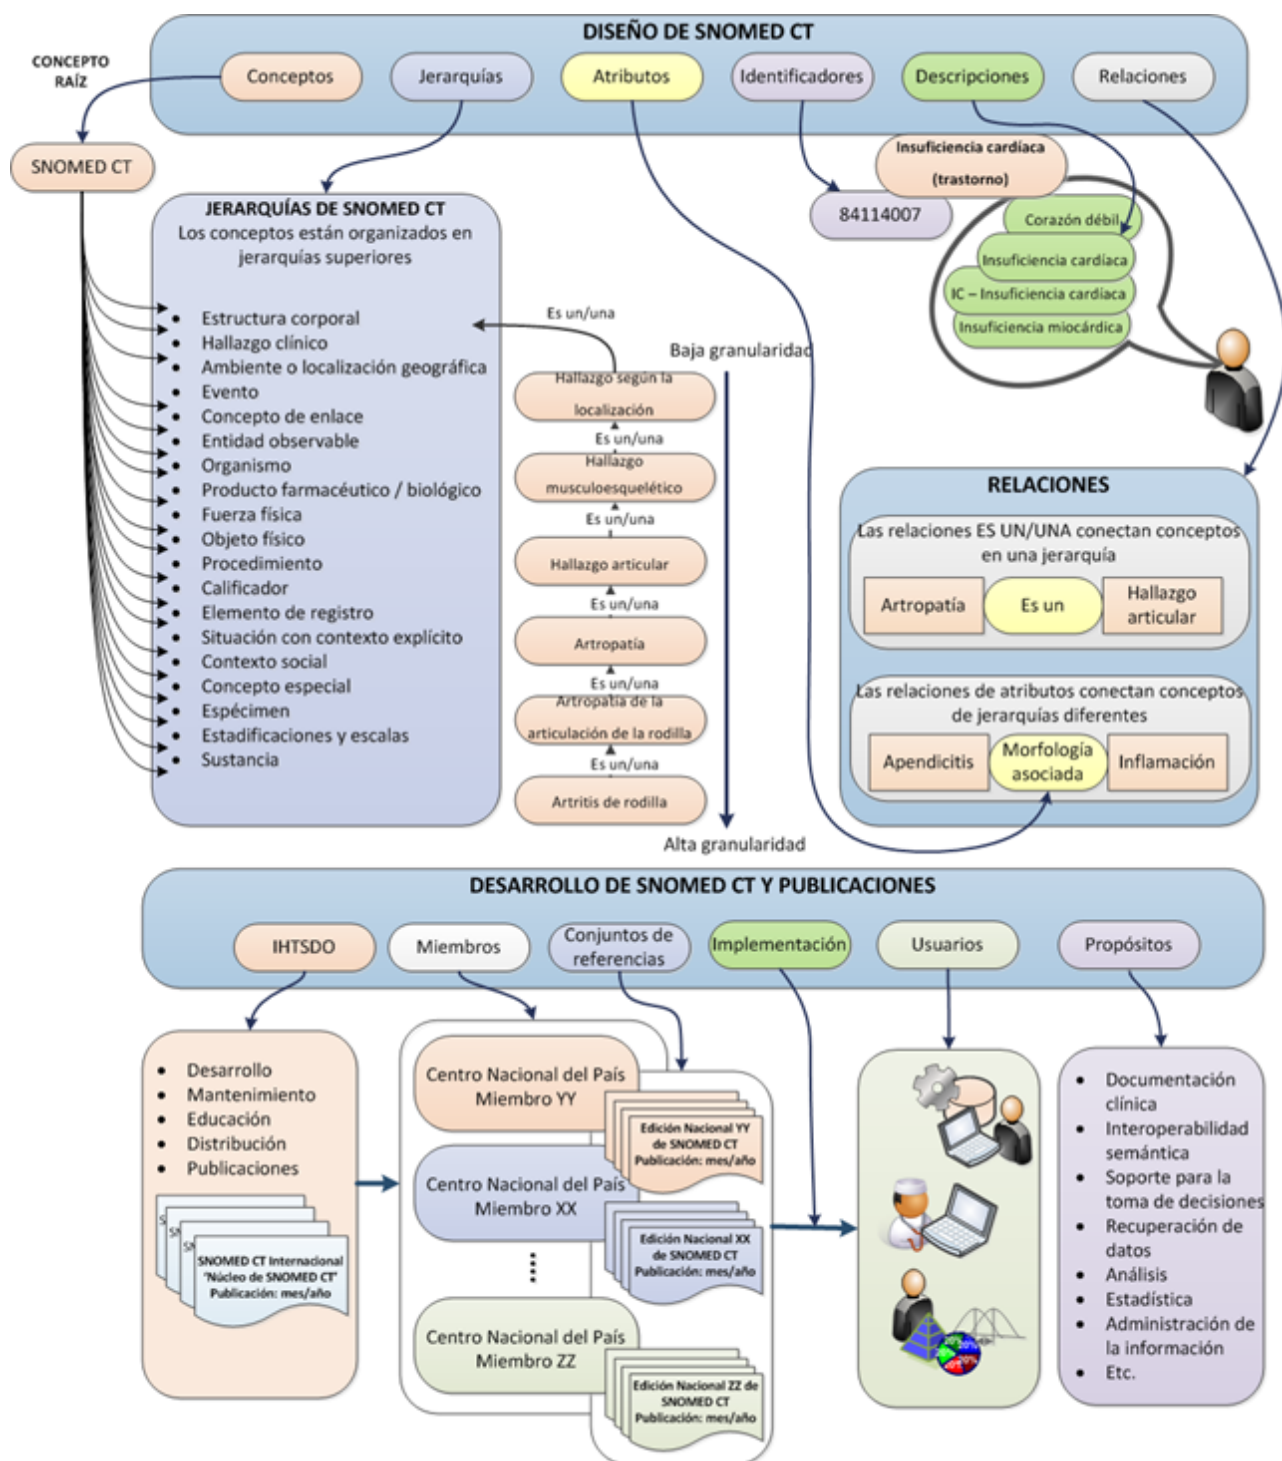 DISEÑO DE SNOMED CT
CONCEPTO
RAÍZ
Conceptos
Jerarquías
Atributos
Identificadores
Descripciones
Relaciones
SNOMED CT
Insuficiencia cardíaca
(trastorno)
84114007
Corazón débil
Insuficiencia cardíaca
IC – Insuficiencia cardíaca
Insuficiencia miocárdica
JERARQUÍAS DE SNOMED CT
Los conceptos están organizados en
jerarquías superiores
• Estructura corporal
• Hallazgo clínico
• Ambiente o localización geográfica
• Evento
• Concepto de enlace
• Entidad observable
• Organismo
• Producto farmacéutico / biológico
• Fuerza física
• Objeto físico
• Procedimiento
• Calificador
• Elemento de registro
• Situación con contexto explícito
• Contexto social
• Concepto especial
• Espécimen
• Estadificaciones y escalas
• Sustancia
Es un/una
Hallazgo según la
localización
Es un/una
Hallazgo
musculoesquelético
Es un/una
Hallazgo articular
Es un/una
Artropatía
Es un/una
Artropatía de la
articulación de la rodilla
Es un/una
Artritis de rodilla
Baja granularidad
Alta granularidad
RELACIONES
Las relaciones ES UN/UNA conectan conceptos
en una jerarquía
Artropatía
Es un
Hallazgo
articular
Las relaciones de atributos conectan conceptos
de jerarquías diferentes
Apendicitis
Morfología
asociada
Inflamación
DESARROLLO DE SNOMED CT Y PUBLICACIONES
IHTSDO
Miembros
Conjuntos de
referencias
Implementación
Usuarios
Propósitos
• Desarrollo
• Mantenimiento
• Educación
• Distribución
• Publicaciones
SNOMED CT Internacional
'Núcleo de SNOMED CT'
Publicación: mes/año
Centro Nacional del País
Miembro YY
Edición Nacional YY
de SNOMED CT
Publicación: mes/año
Centro Nacional del País
Miembro XX
Edición Nacional XX
de SNOMED CT
Publicación: mes/año
Centro Nacional del País
Miembro ZZ
Edición Nacional ZZ de
SNOMED CT
Publicación: mes/año
• Documentación
clínica
• Interoperabilidad
semántica
• Soporte para la
toma de decisiones
• Recuperación de
datos
• Análisis
• Estadística
• Administración de
la información
• Etc.